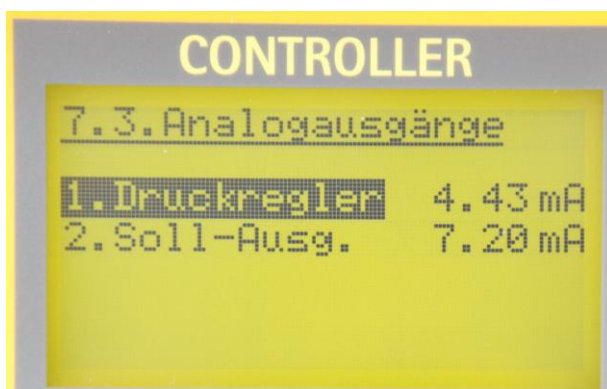 CONTROLLER
7.3.Analogausgänge
1.Druckregler 4.43 mA
2.Soll-Ausg. 7.20 mA